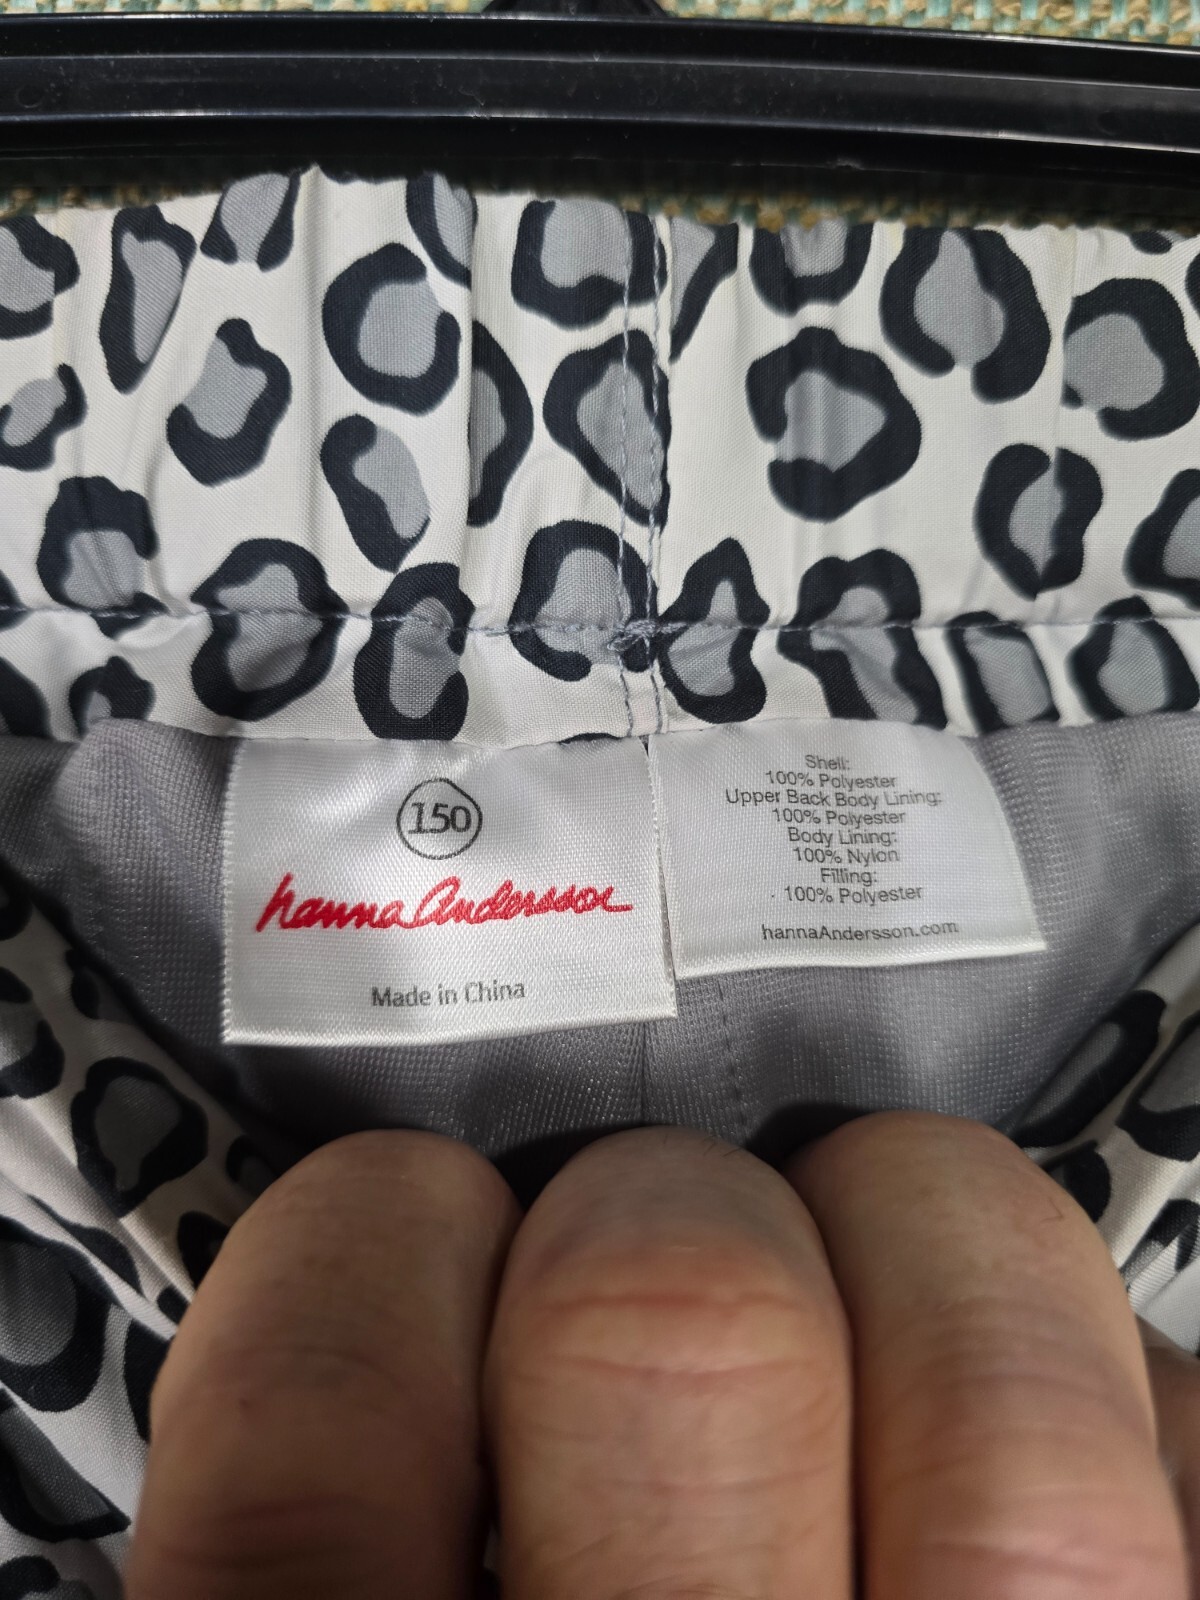 150
hanna Andersson
Made in China
Shell:
100% Polyester
Upper Back Body Lining:
100% Polyester
Body Lining:
100% Nylon
Filling:
100% Polyester
hannaAndersson.com